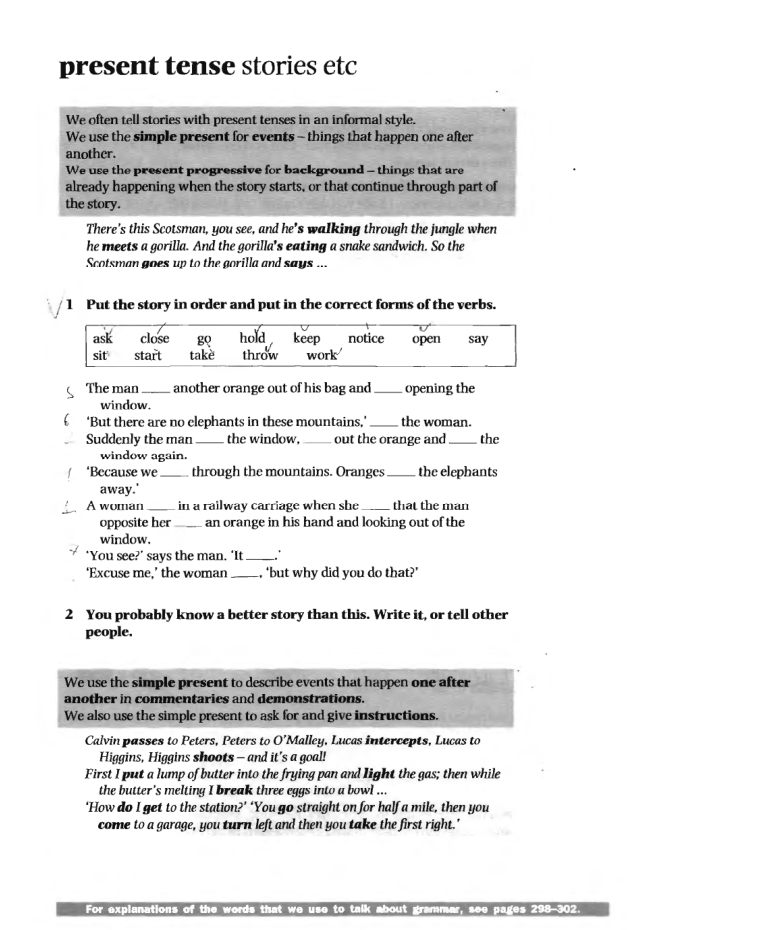 present tense stories etc
We often tell stories with present tenses in an informal style.
We use the simple present for events – things that happen one after
another.
We use the present progressive for background – things that are
already happening when the story starts, or that continue through part of
the story.
There's this Scotsman, you see, and he's walking through the jungle when
he meets a gorilla. And the gorilla's eating a snake sandwich. So the
Scotsman goes up to the gorilla and says ...
1 Put the story in order and put in the correct forms of the verbs.
ask close go hold keep notice open say
sit start take throw work
5 The man ____ another orange out of his bag and ____ opening the
window.
6 'But there are no elephants in these mountains,' ____ the woman.
Suddenly the man ____ the window, ____ out the orange and ____ the
window again.
'Because we ____ through the mountains. Oranges ____ the elephants
away.'
1 A woman ____ in a railway carriage when she ____ that the man
opposite her ____ an orange in his hand and looking out of the
window.
7 'You see?' says the man. 'It ____.'
'Excuse me,' the woman ____, 'but why did you do that?'
2 You probably know a better story than this. Write it, or tell other
people.
We use the simple present to describe events that happen one after
another in commentaries and demonstrations.
We also use the simple present to ask for and give instructions.
Calvin passes to Peters, Peters to O'Malley, Lucas intercepts, Lucas to
Higgins, Higgins shoots – and it's a goal!
First I put a lump of butter into the frying pan and light the gas; then while
the butter's melting I break three eggs into a bowl ...
'How do I get to the station?' 'You go straight on for half a mile, then you
come to a garage, you turn left and then you take the first right.'
For explanations of the words that we use to talk about grammar, see pages 298–302.